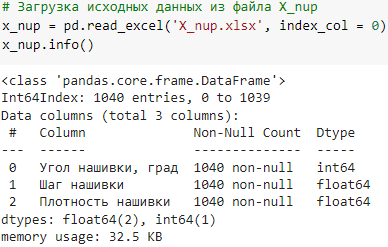 # Загрузка исходных данных из файла X_nup
x_nup = pd.read_excel('X_nup.xlsx', index_col = 0)
x_nup.info()
<class 'pandas.core.frame.DataFrame'>
Int64Index: 1040 entries, 0 to 1039
Data columns (total 3 columns):
 #   Column             Non-Null Count  Dtype
---  ------             --------------  -----
 0   Угол нашивки, град  1040 non-null   int64
 1   Шаг нашивки         1040 non-null   float64
 2   Плотность нашивки   1040 non-null   float64
dtypes: float64(2), int64(1)
memory usage: 32.5 KB